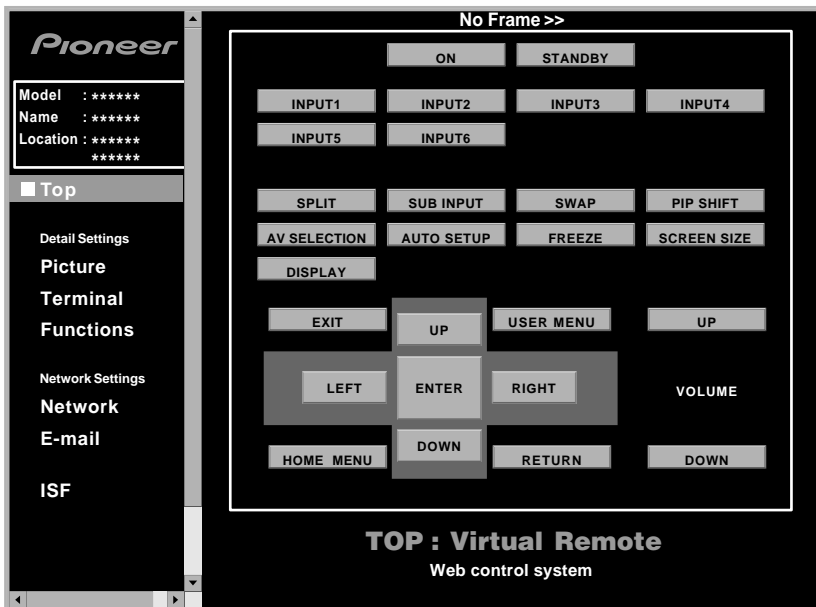 No Frame >>
Pioneer
Model : ******
Name : ******
Location : ******
******
Top
Detail Settings
Picture
Terminal
Functions
Network Settings
Network
E-mail
ISF
ON STANDBY
INPUT1 INPUT2 INPUT3 INPUT4
INPUT5 INPUT6
SPLIT SUB INPUT SWAP PIP SHIFT
AV SELECTION AUTO SETUP FREEZE SCREEN SIZE
DISPLAY
EXIT UP USER MENU UP
LEFT ENTER RIGHT VOLUME
HOME MENU DOWN RETURN DOWN
TOP : Virtual Remote
Web control system